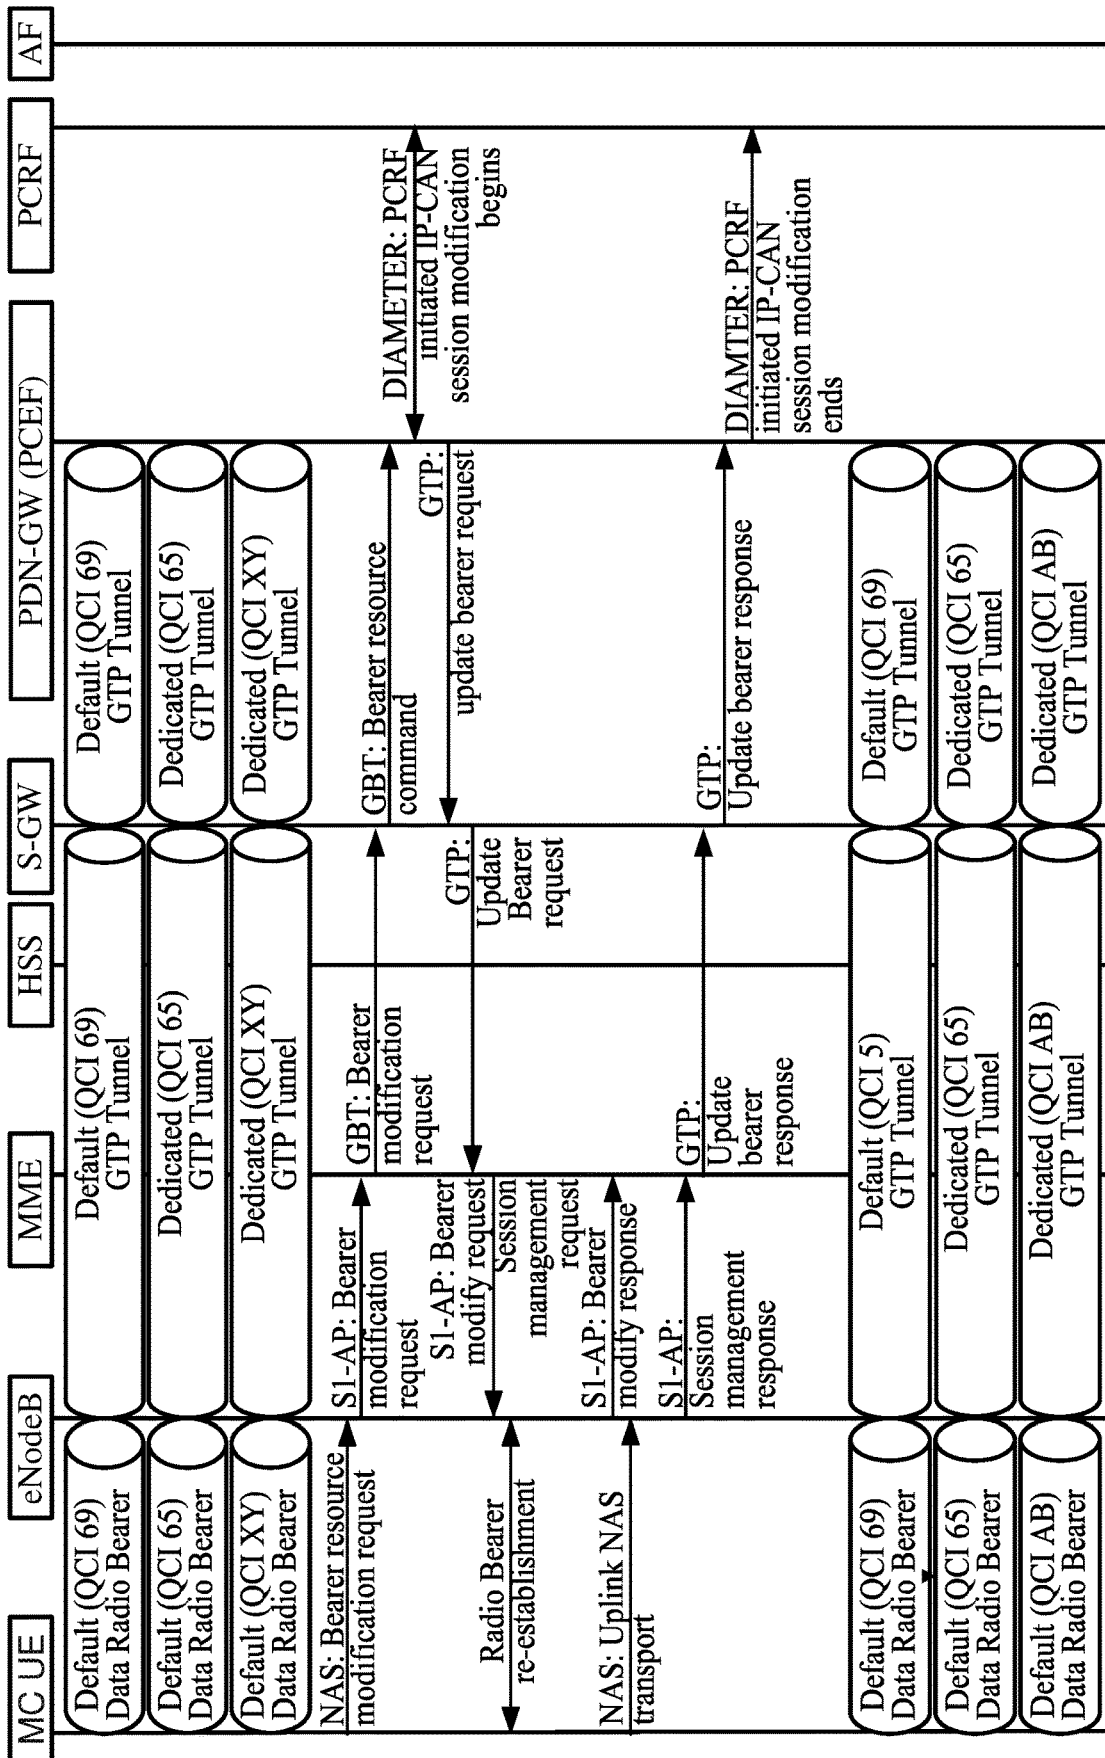 MC UE
eNodeB
MME
HSS
S-GW
PDN-GW (PCEF)
PCRF
AF
Default (QCI 69)
Data Radio Bearer
Default (QCI 69)
GTP Tunnel
Default (QCI 69)
GTP Tunnel
Default (QCI 65)
Data Radio Bearer
Dedicated (QCI 65)
GTP Tunnel
Dedicated (QCI 65)
GTP Tunnel
Default (QCI XY)
Data Radio Bearer
Dedicated (QCI XY)
GTP Tunnel
Dedicated (QCI XY)
GTP Tunnel
NAS: Bearer resource
modification request
S1-AP: Bearer
modification
request
GBT: Bearer
modification
request
GBT: Bearer resource
command
DIAMETER: PCRF
initiated IP-CAN
session modification
begins
GTP:
update bearer request
GTP:
Update
Bearer
request
S1-AP: Bearer
modify request
Session
management
request
Radio Bearer
re-establishment
S1-AP: Bearer
modify response
NAS: Uplink NAS
transport
S1-AP:
Session
management
response
GTP:
Update
bearer
response
GTP:
Update bearer response
DIAMTER: PCRF
initiated IP-CAN
session modification
ends
Default (QCI 69)
Data Radio Bearer
Default (QCI 5)
GTP Tunnel
Default (QCI 69)
GTP Tunnel
Default (QCI 65)
Data Radio Bearer
Dedicated (QCI 65)
GTP Tunnel
Dedicated (QCI 65)
GTP Tunnel
Default (QCI AB)
Data Radio Bearer
Dedicated (QCI AB)
GTP Tunnel
Dedicated (QCI AB)
GTP Tunnel